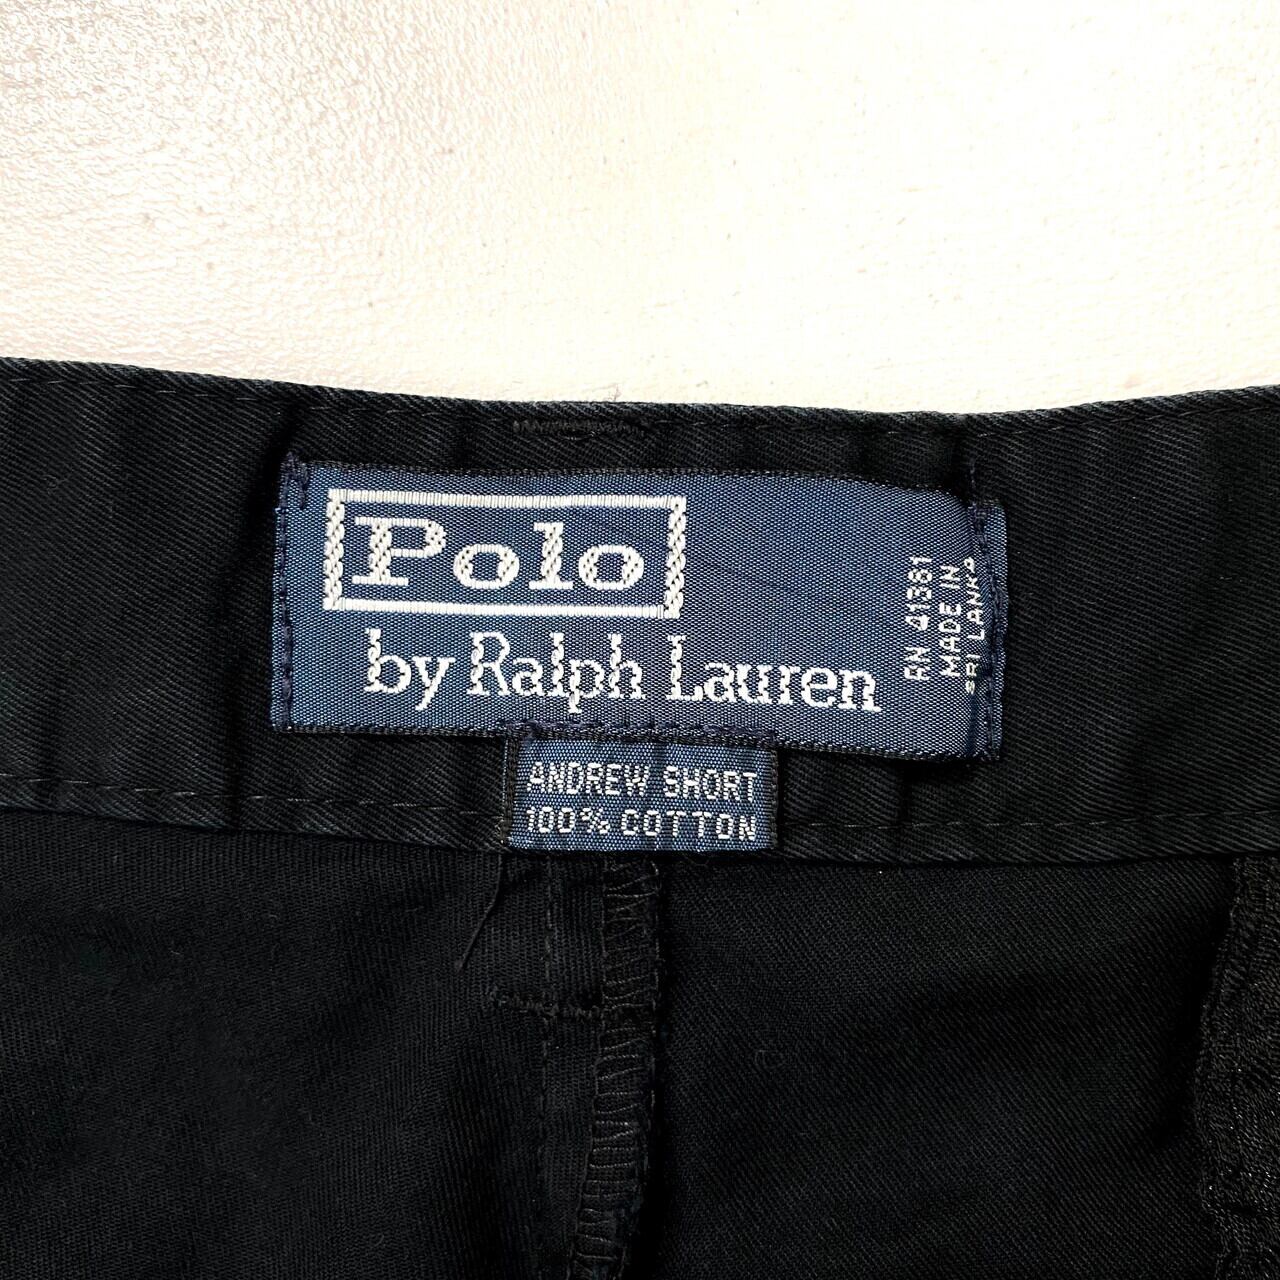 Polo
by Ralph Lauren
RN 41381
MADE IN
SRI LANKA
ANDREW SHORT
100% COTTON